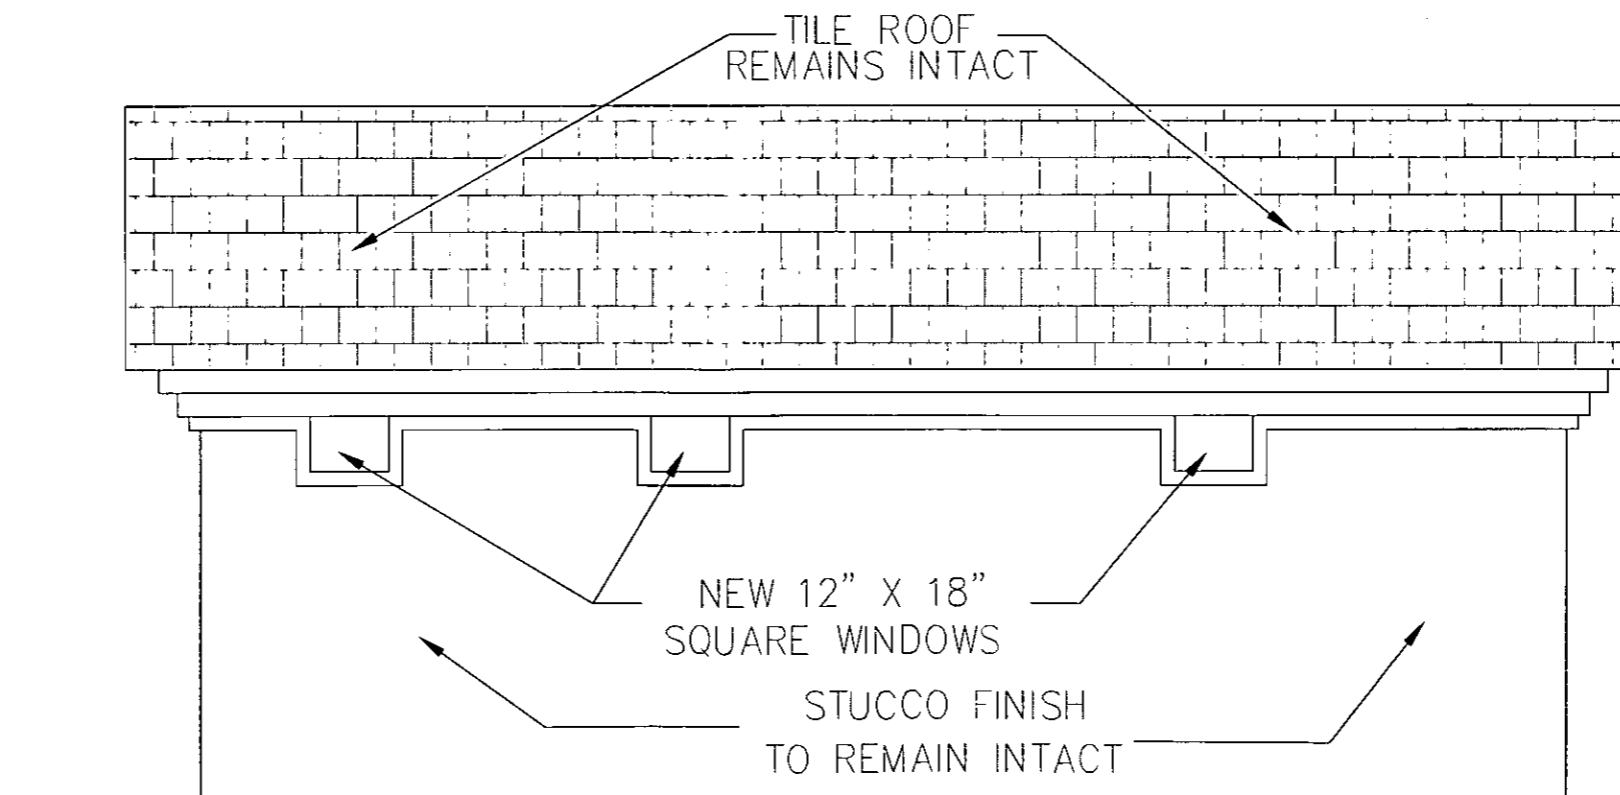 TILE ROOF
REMAINS INTACT
NEW 12” X 18”
SQUARE WINDOWS
STUCCO FINISH
TO REMAIN INTACT